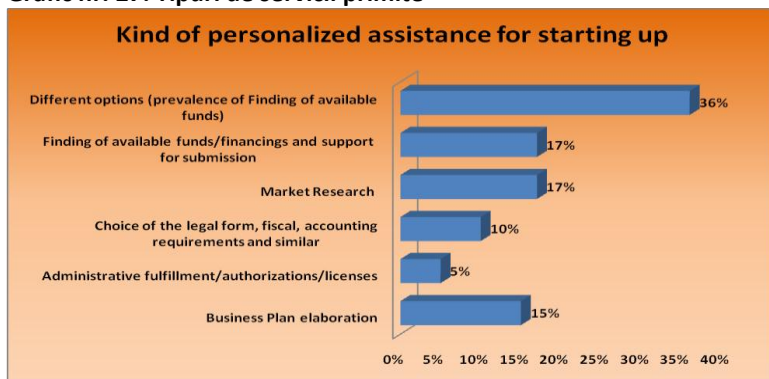 Kind of personalized assistance for starting up
Different options (prevalence of Finding of available
funds)
36%
Finding of available funds/financings and support
for submission
17%
Market Research
17%
Choice of the legal form, fiscal, accounting
requirements and similar
10%
Administrative fulfillment/authorizations/licenses
5%
Business Plan elaboration
15%
0% 5% 10% 15% 20% 25% 30% 35% 40%